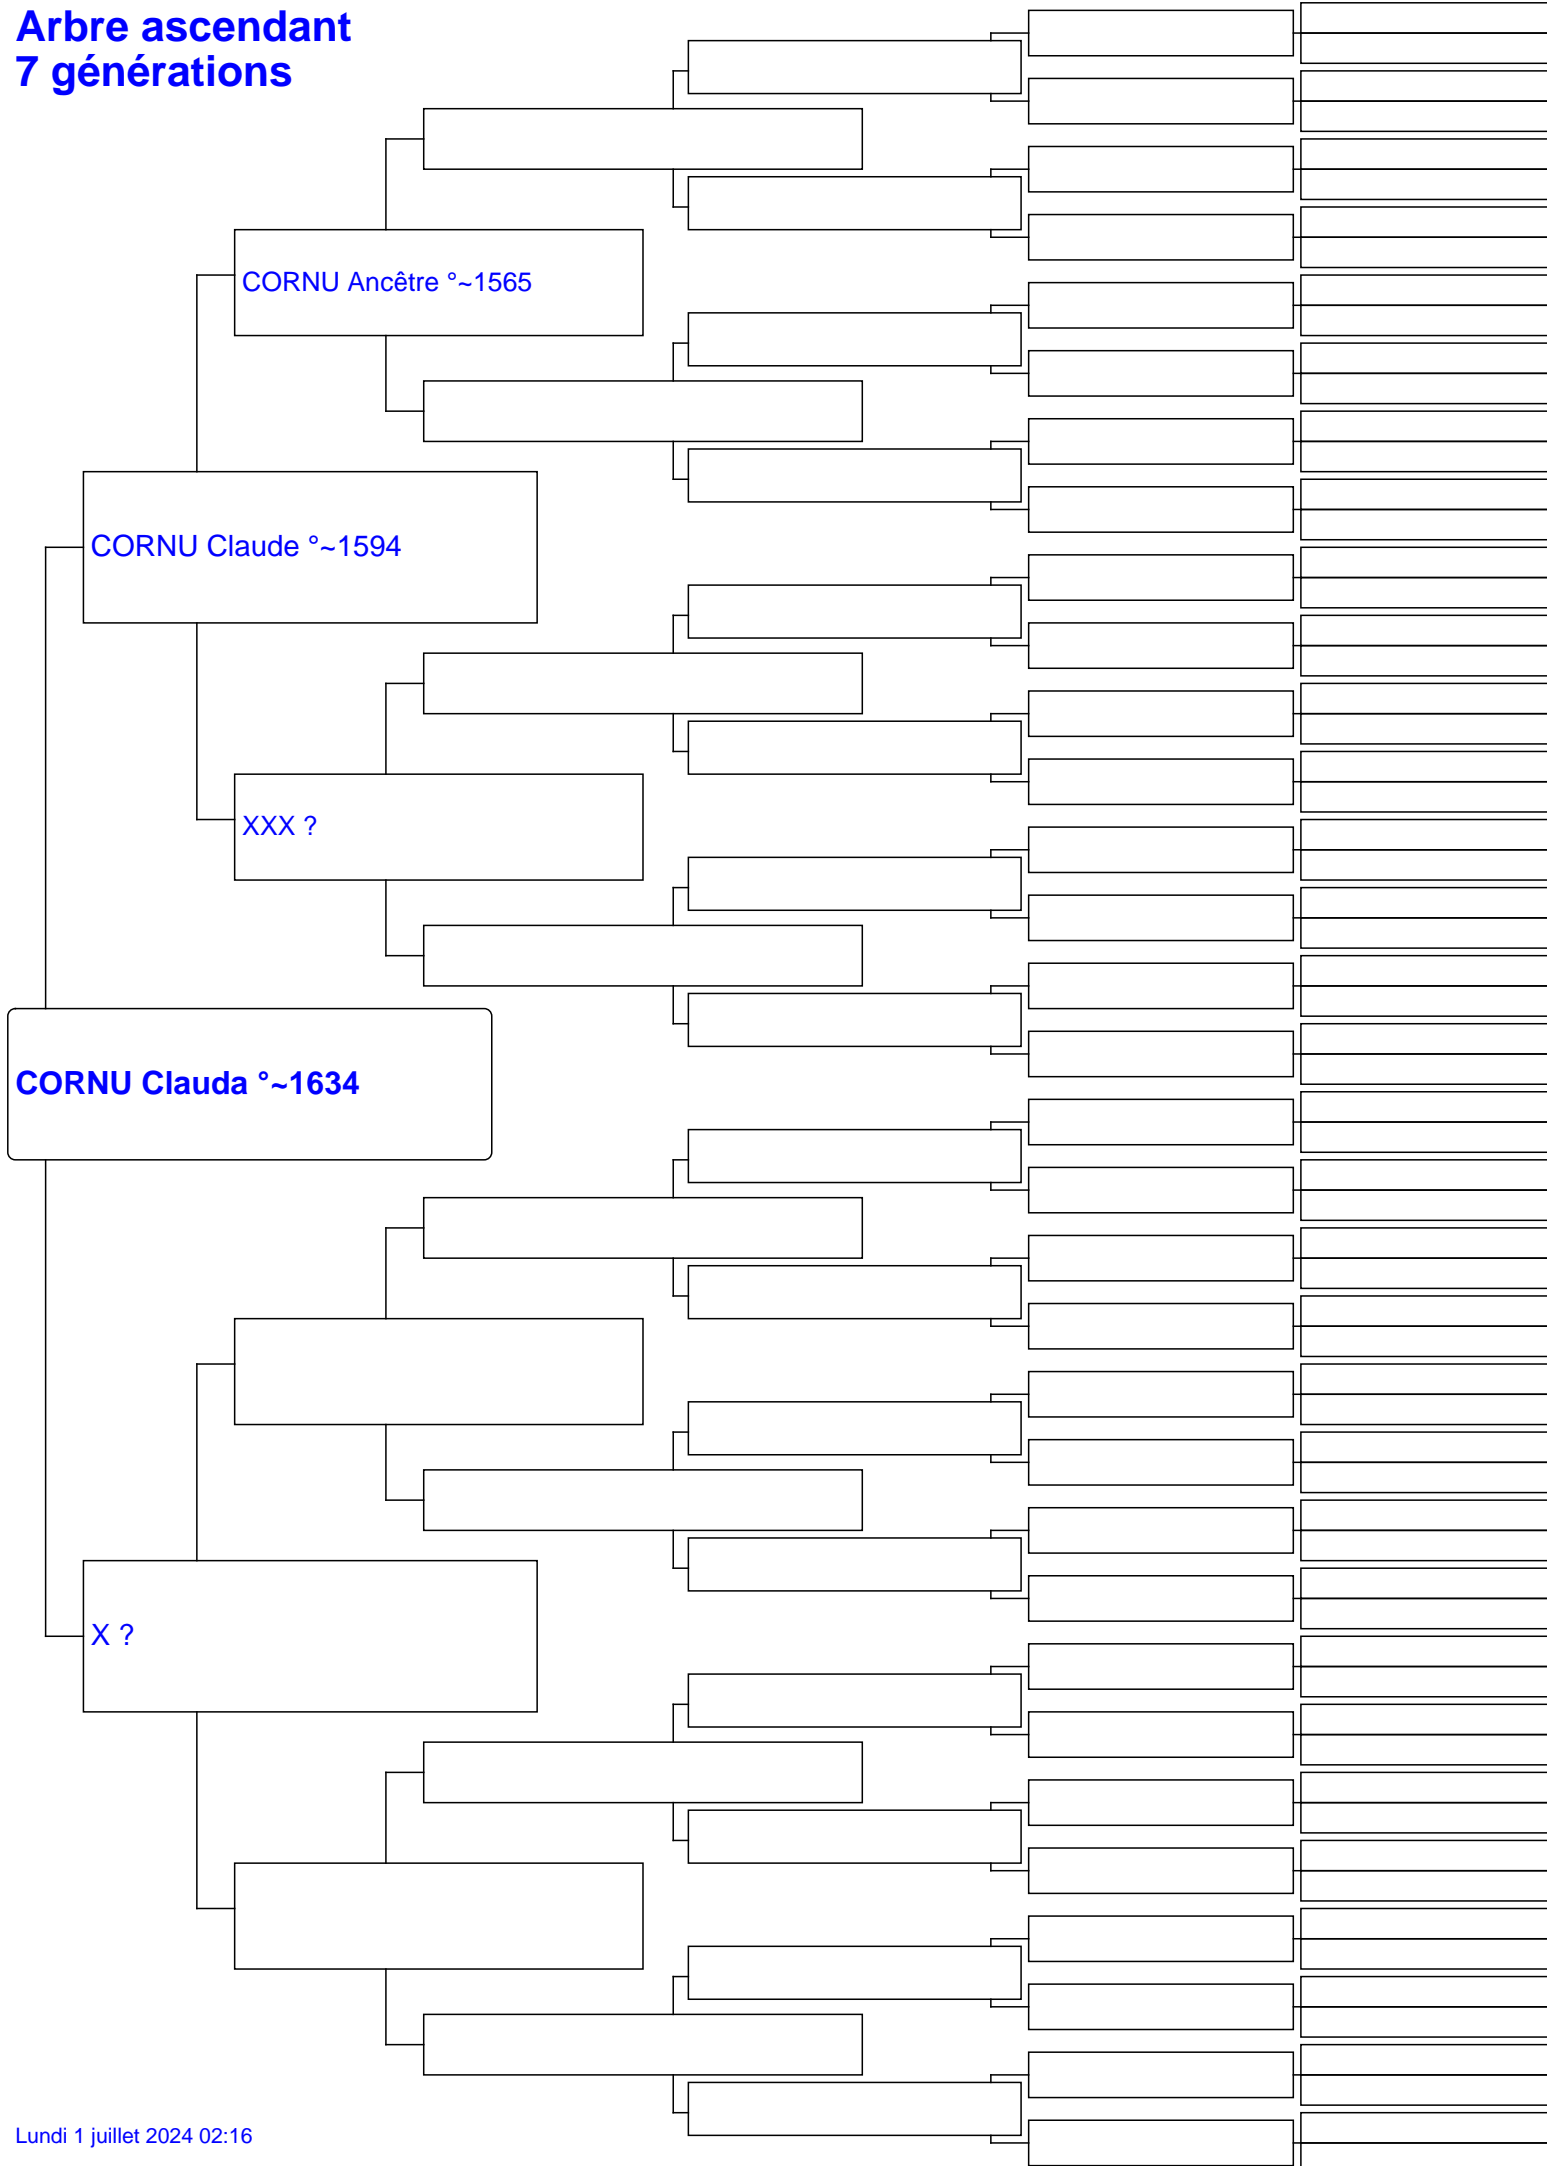 Arbre ascendant
7 générations
CORNU Ancêtre °~1565
CORNU Claude °~1594
XXX ?
CORNU Clauda °~1634
X ?
Lundi 1 juillet 2024 02:16